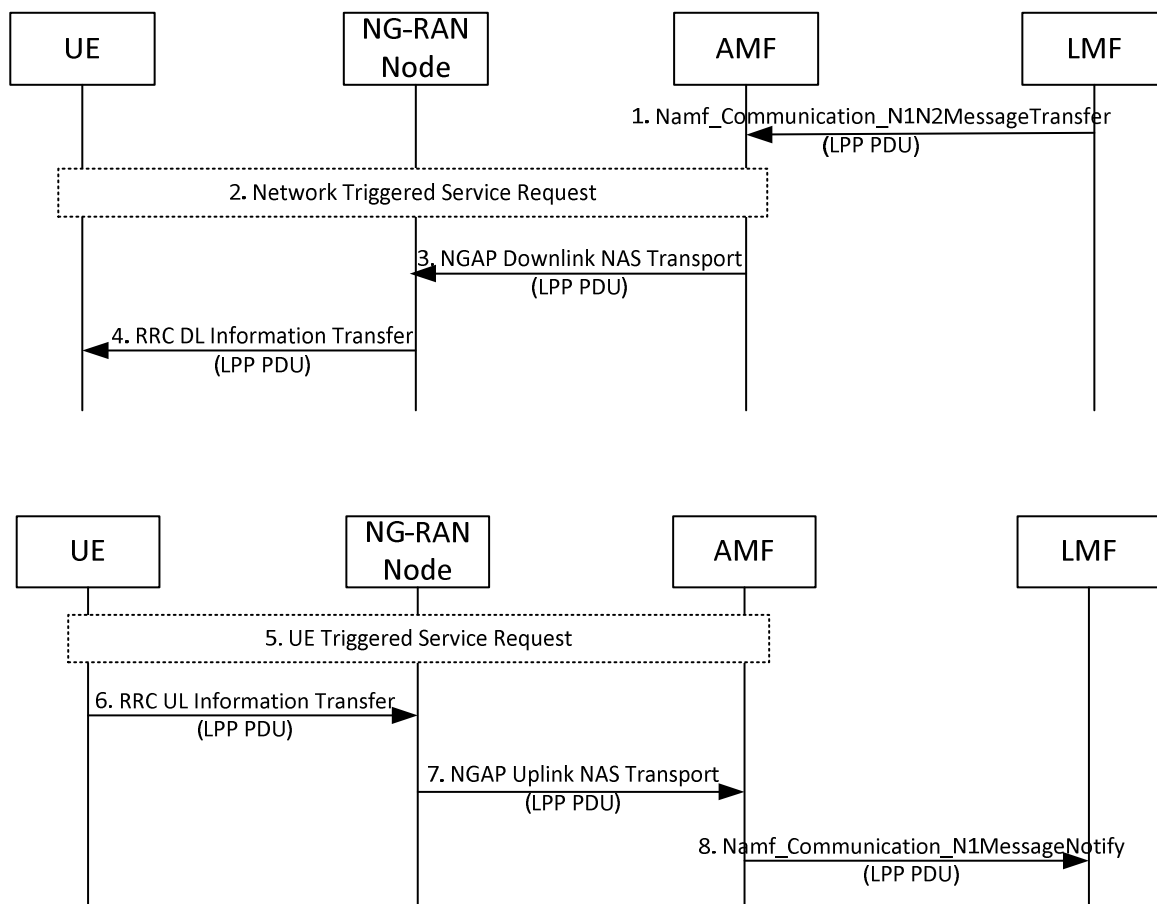 UE
NG-RAN
Node
AMF
LMF
1. Namf_Communication_N1N2MessageTransfer
(LPP PDU)
2. Network Triggered Service Request
3. NGAP Downlink NAS Transport
(LPP PDU)
4. RRC DL Information Transfer
(LPP PDU)
UE
NG-RAN
Node
AMF
LMF
5. UE Triggered Service Request
6. RRC UL Information Transfer
(LPP PDU)
7. NGAP Uplink NAS Transport
(LPP PDU)
8. Namf_Communication_N1MessageNotify
(LPP PDU)